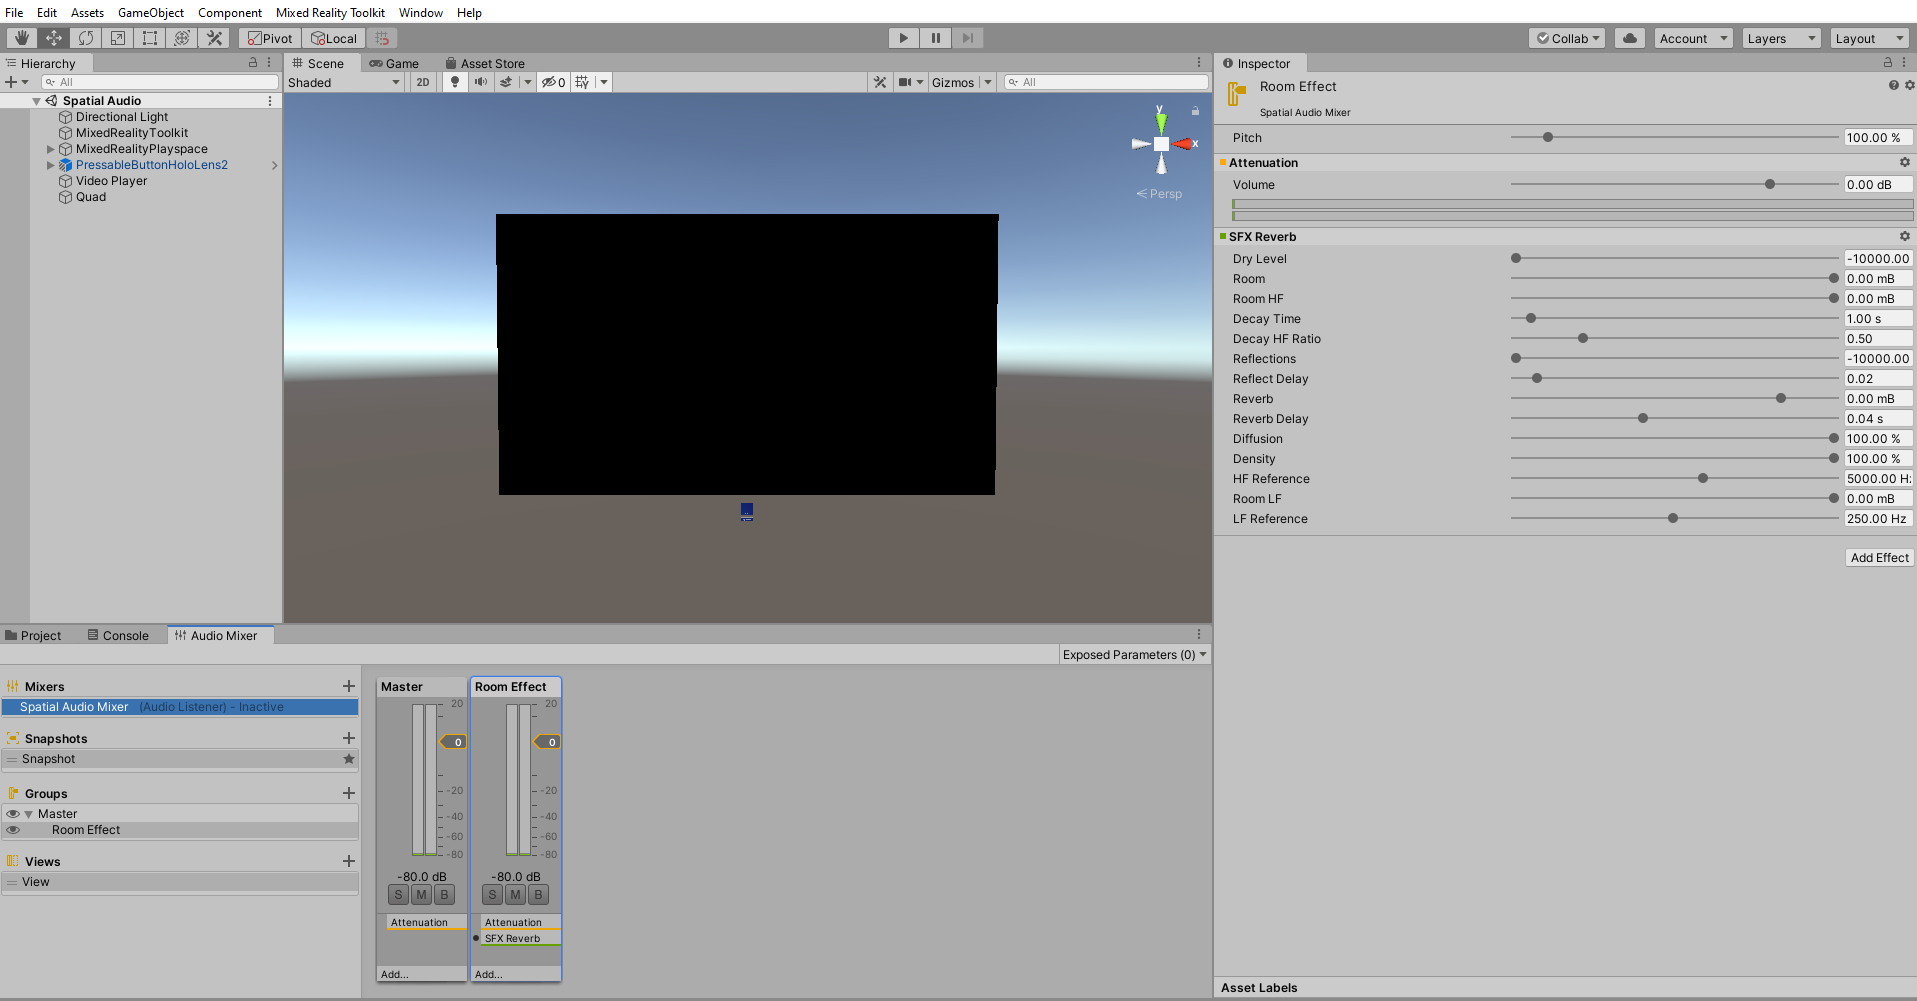 File Edit Assets GameObject Component Mixed Reality Toolkit Window Help
Pivot Local Collab Account Layers Layout
Hierarchy
All
Spatial Audio
Directional Light
MixedRealityToolkit
MixedRealityPlayspace
PressableButtonHoloLens2
Video Player
Quad
Scene Game Asset Store
Shaded 2D 0 Gizmos All
y
x
Persp
Inspector
Room Effect
Spatial Audio Mixer
Pitch 100.00 %
Attenuation
Volume 0.00 dB
SFX Reverb
Dry Level -10000.00
Room 0.00 mB
Room HF 0.00 mB
Decay Time 1.00 s
Decay HF Ratio 0.50
Reflections -10000.00
Reflect Delay 0.02
Reverb 0.00 mB
Reverb Delay 0.04 s
Diffusion 100.00 %
Density 100.00 %
HF Reference 5000.00 H
Room LF 0.00 mB
LF Reference 250.00 Hz
Add Effect
Asset Labels
Project Console Audio Mixer
Exposed Parameters (0)
Mixers
Spatial Audio Mixer (Audio Listener) - Inactive
Snapshots
Snapshot
Groups
Master
Room Effect
Views
View
Master
20
0
-20
-40
-60
-80
-80.0 dB
S M B
Attenuation
Add...
Room Effect
20
0
-20
-40
-60
-80
-80.0 dB
S M B
Attenuation
SFX Reverb
Add...